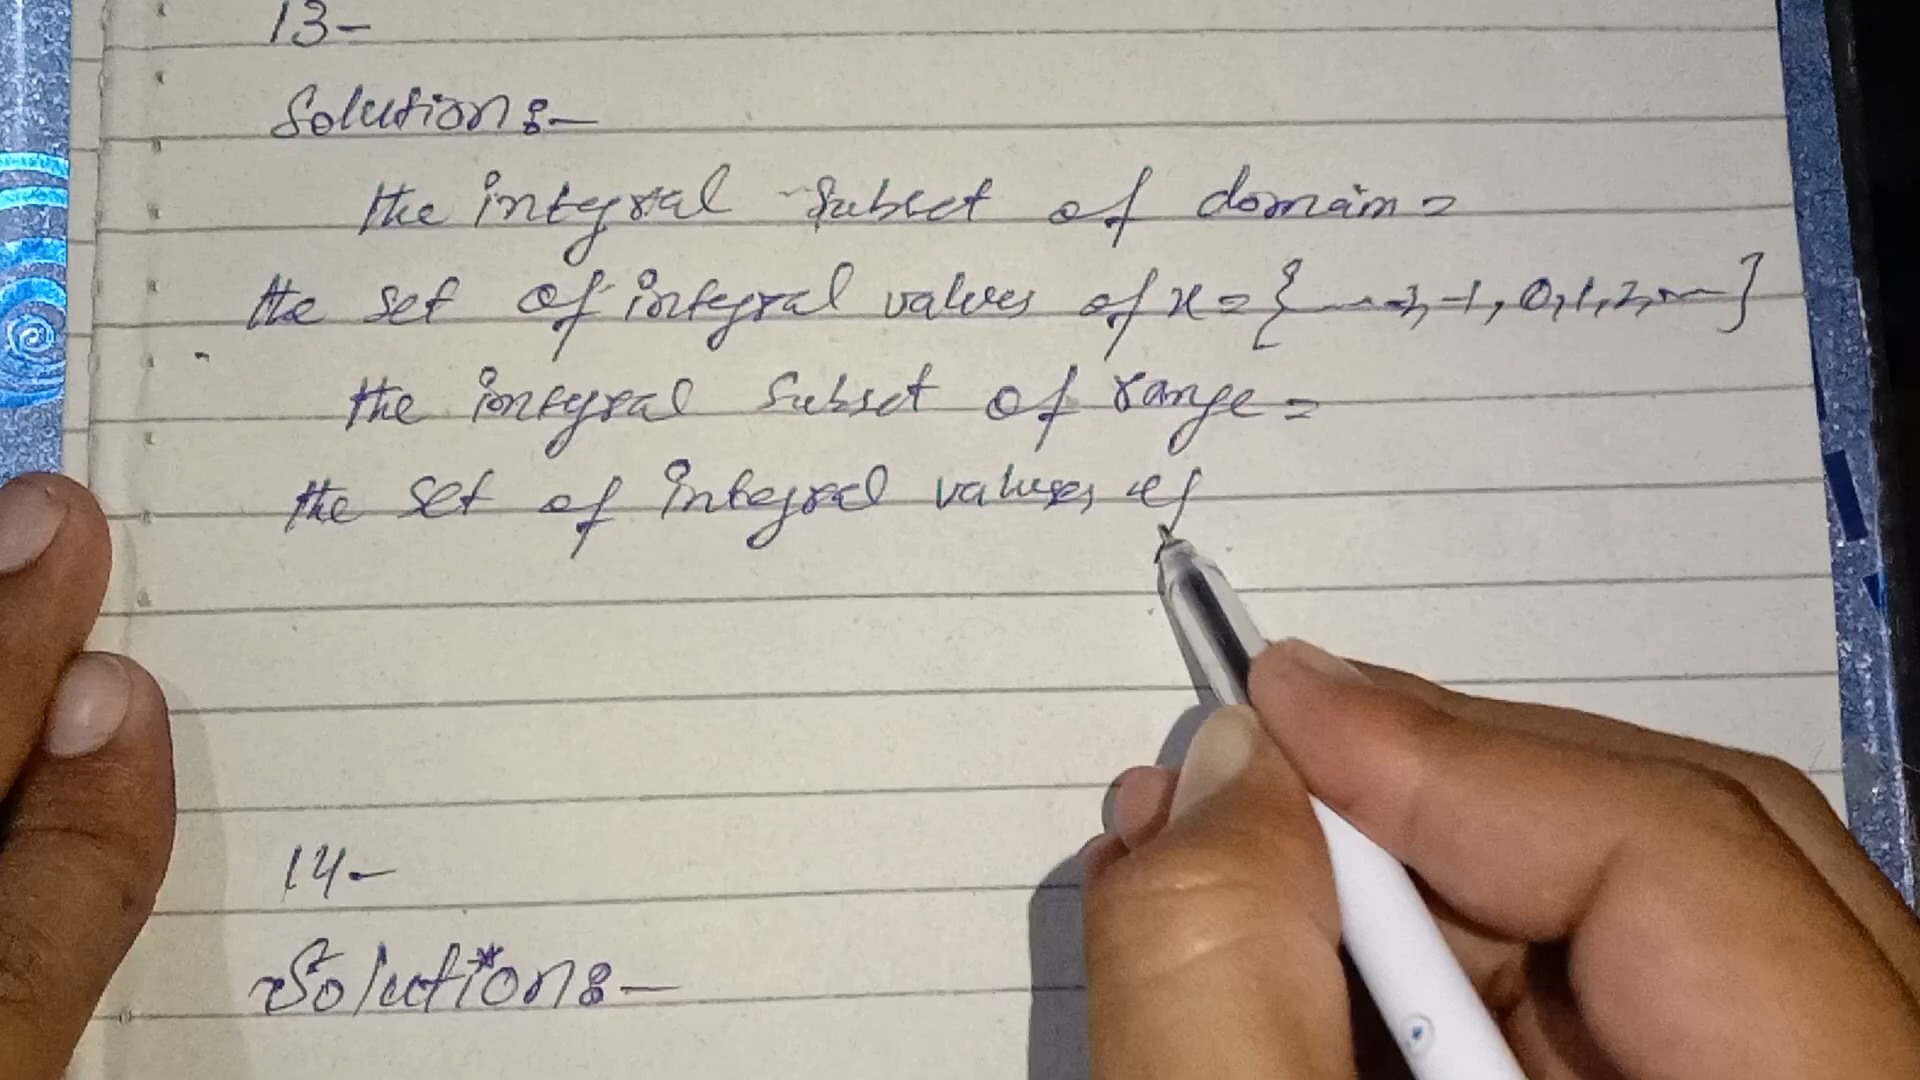 13-
Solution:-
the integral subset of domain=
the set of integral values of x={---2,-1, 0,1,2,---}
the integral subset of range=
the set of integral values of
14-
Solution:-